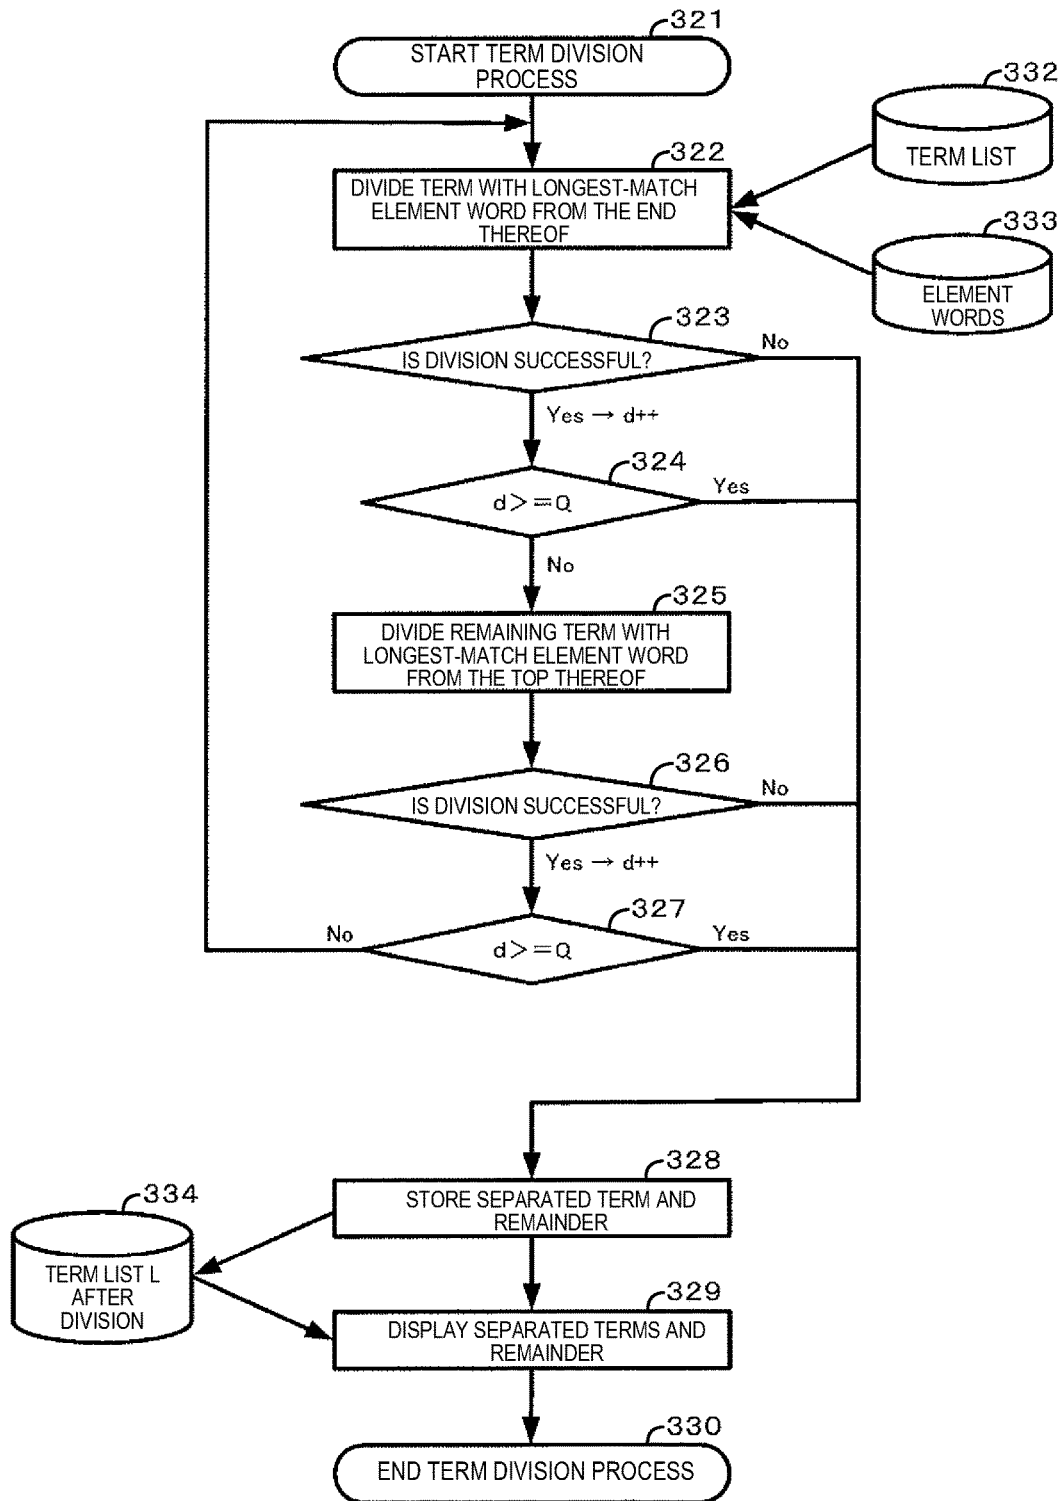 321
START TERM DIVISION
PROCESS
332
TERM LIST
322
DIVIDE TERM WITH LONGEST-MATCH
ELEMENT WORD FROM THE END
THEREOF
333
ELEMENT
WORDS
323
IS DIVISION SUCCESSFUL?
No
Yes → d++
324
d>=Q
Yes
No
325
DIVIDE REMAINING TERM WITH
LONGEST-MATCH ELEMENT WORD
FROM THE TOP THEREOF
326
IS DIVISION SUCCESSFUL?
No
Yes → d++
327
No
d>=Q
Yes
328
STORE SEPARATED TERM AND
REMAINDER
334
TERM LIST L
AFTER
DIVISION
329
DISPLAY SEPARATED TERMS AND
REMAINDER
330
END TERM DIVISION PROCESS